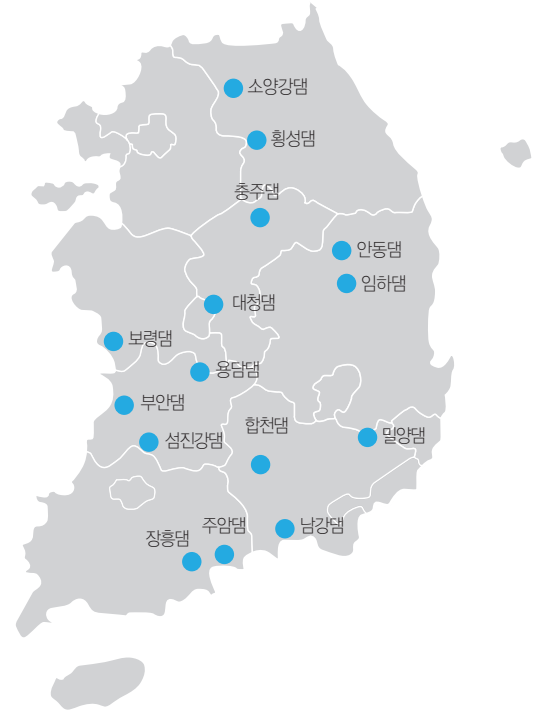 소양강댐
횡성댐
충주댐
안동댐
임하댐
대청댐
보령댐
용담댐
부안댐
합천댐
밀양댐
섬진강댐
주암댐
남강댐
장흥댐